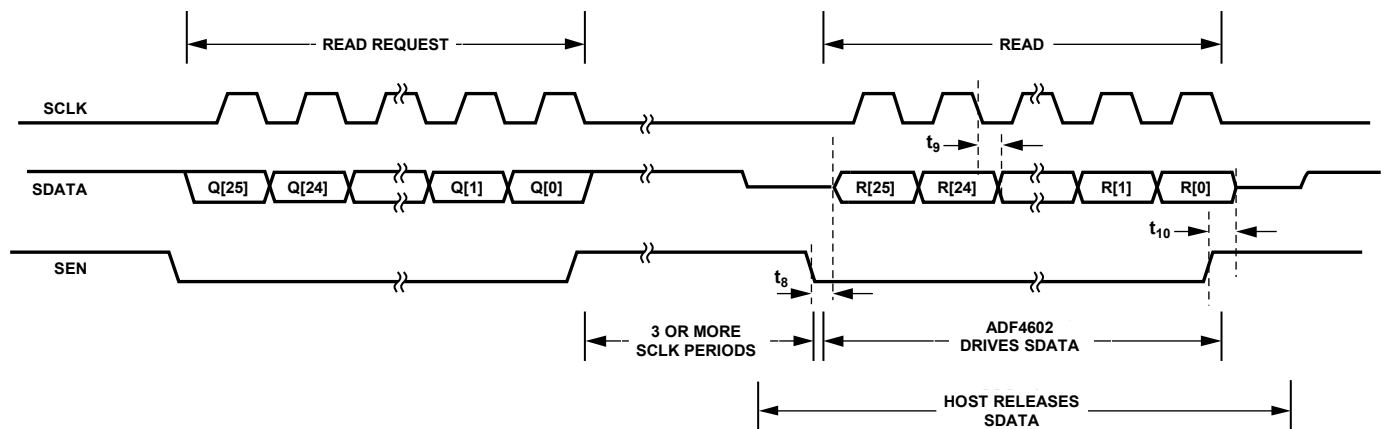 READ REQUEST
READ
SCLK
t9
SDATA
Q[25]
Q[24]
Q[1]
Q[0]
R[25]
R[24]
R[1]
R[0]
t10
SEN
t8
3 OR MORE
SCLK PERIODS
ADF4602
DRIVES SDATA
HOST RELEASES
SDATA